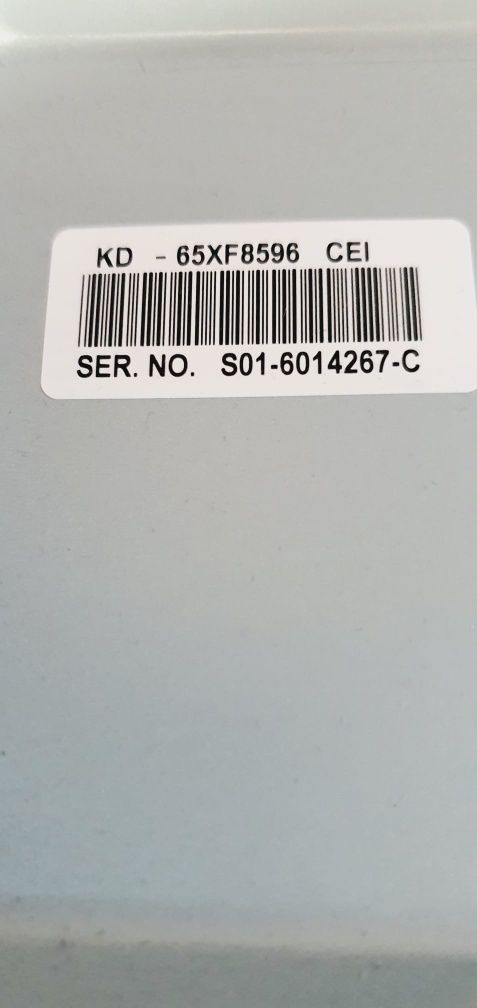 KD - 65XF8596 CEI
SER. NO. S01-6014267-C